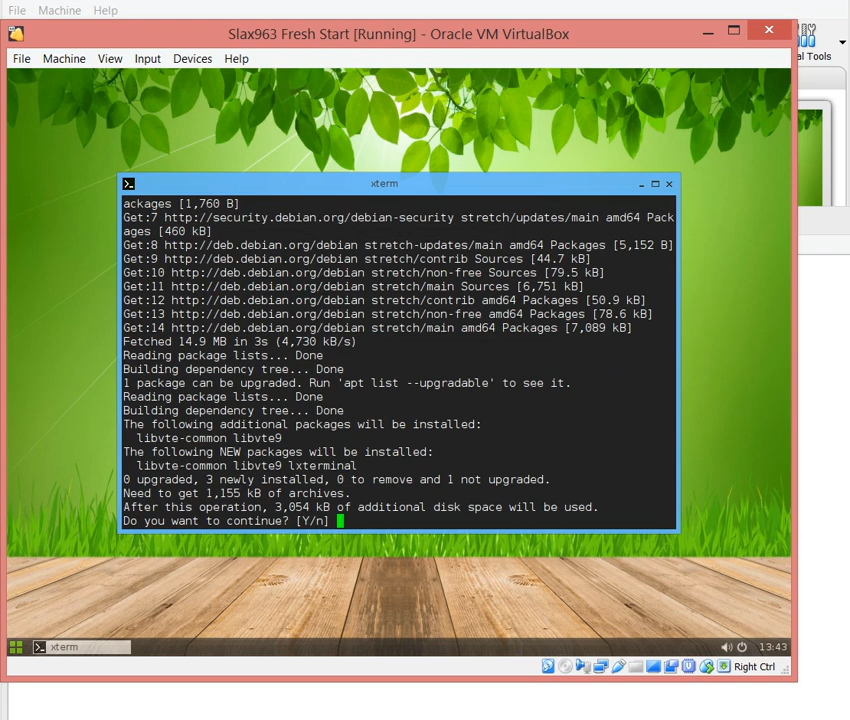 File Machine Help
Slax963 Fresh Start [Running] - Oracle VM VirtualBox
al Tools
File Machine View Input Devices Help
xterm
ackages [1,760 B]
Get:7 http://security.debian.org/debian-security stretch/updates/main amd64 Pack
ages [460 kB]
Get:8 http://deb.debian.org/debian stretch-updates/main amd64 Packages [5,152 B]
Get:9 http://deb.debian.org/debian stretch/contrib Sources [44.7 kB]
Get:10 http://deb.debian.org/debian stretch/non-free Sources [79.5 kB]
Get:11 http://deb.debian.org/debian stretch/main Sources [6,751 kB]
Get:12 http://deb.debian.org/debian stretch/contrib amd64 Packages [50.9 kB]
Get:13 http://deb.debian.org/debian stretch/non-free amd64 Packages [78.6 kB]
Get:14 http://deb.debian.org/debian stretch/main amd64 Packages [7,089 kB]
Fetched 14.9 MB in 3s (4,730 kB/s)
Reading package lists... Done
Building dependency tree... Done
1 package can be upgraded. Run 'apt list --upgradable' to see it.
Reading package lists... Done
Building dependency tree... Done
The following additional packages will be installed:
libvte-common libvte9
The following NEW packages will be installed:
libvte-common libvte9 lxterminal
0 upgraded, 3 newly installed, 0 to remove and 1 not upgraded.
Need to get 1,155 kB of archives.
After this operation, 3,054 kB of additional disk space will be used.
Do you want to continue? [Y/n]
xterm
13:43
Right Ctrl